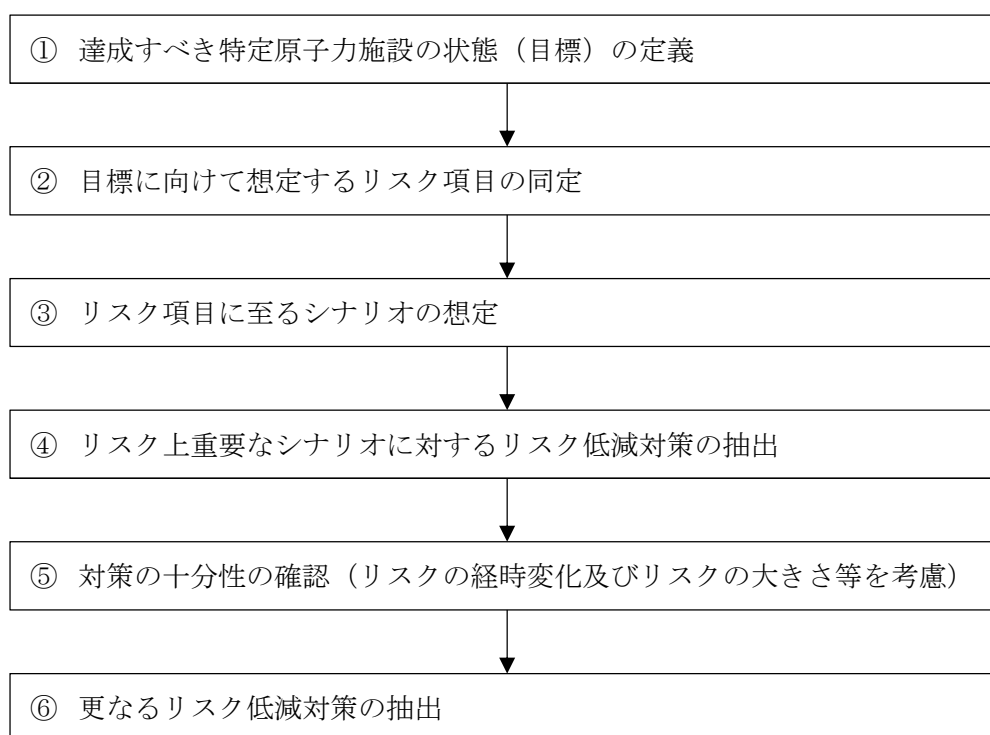 ① 達成すべき特定原子力施設の状態（目標）の定義
② 目標に向けて想定するリスク項目の同定
③ リスク項目に至るシナリオの想定
④ リスク上重要なシナリオに対するリスク低減対策の抽出
⑤ 対策の十分性の確認（リスクの経時変化及びリスクの大きさ等を考慮）
⑥ 更なるリスク低減対策の抽出